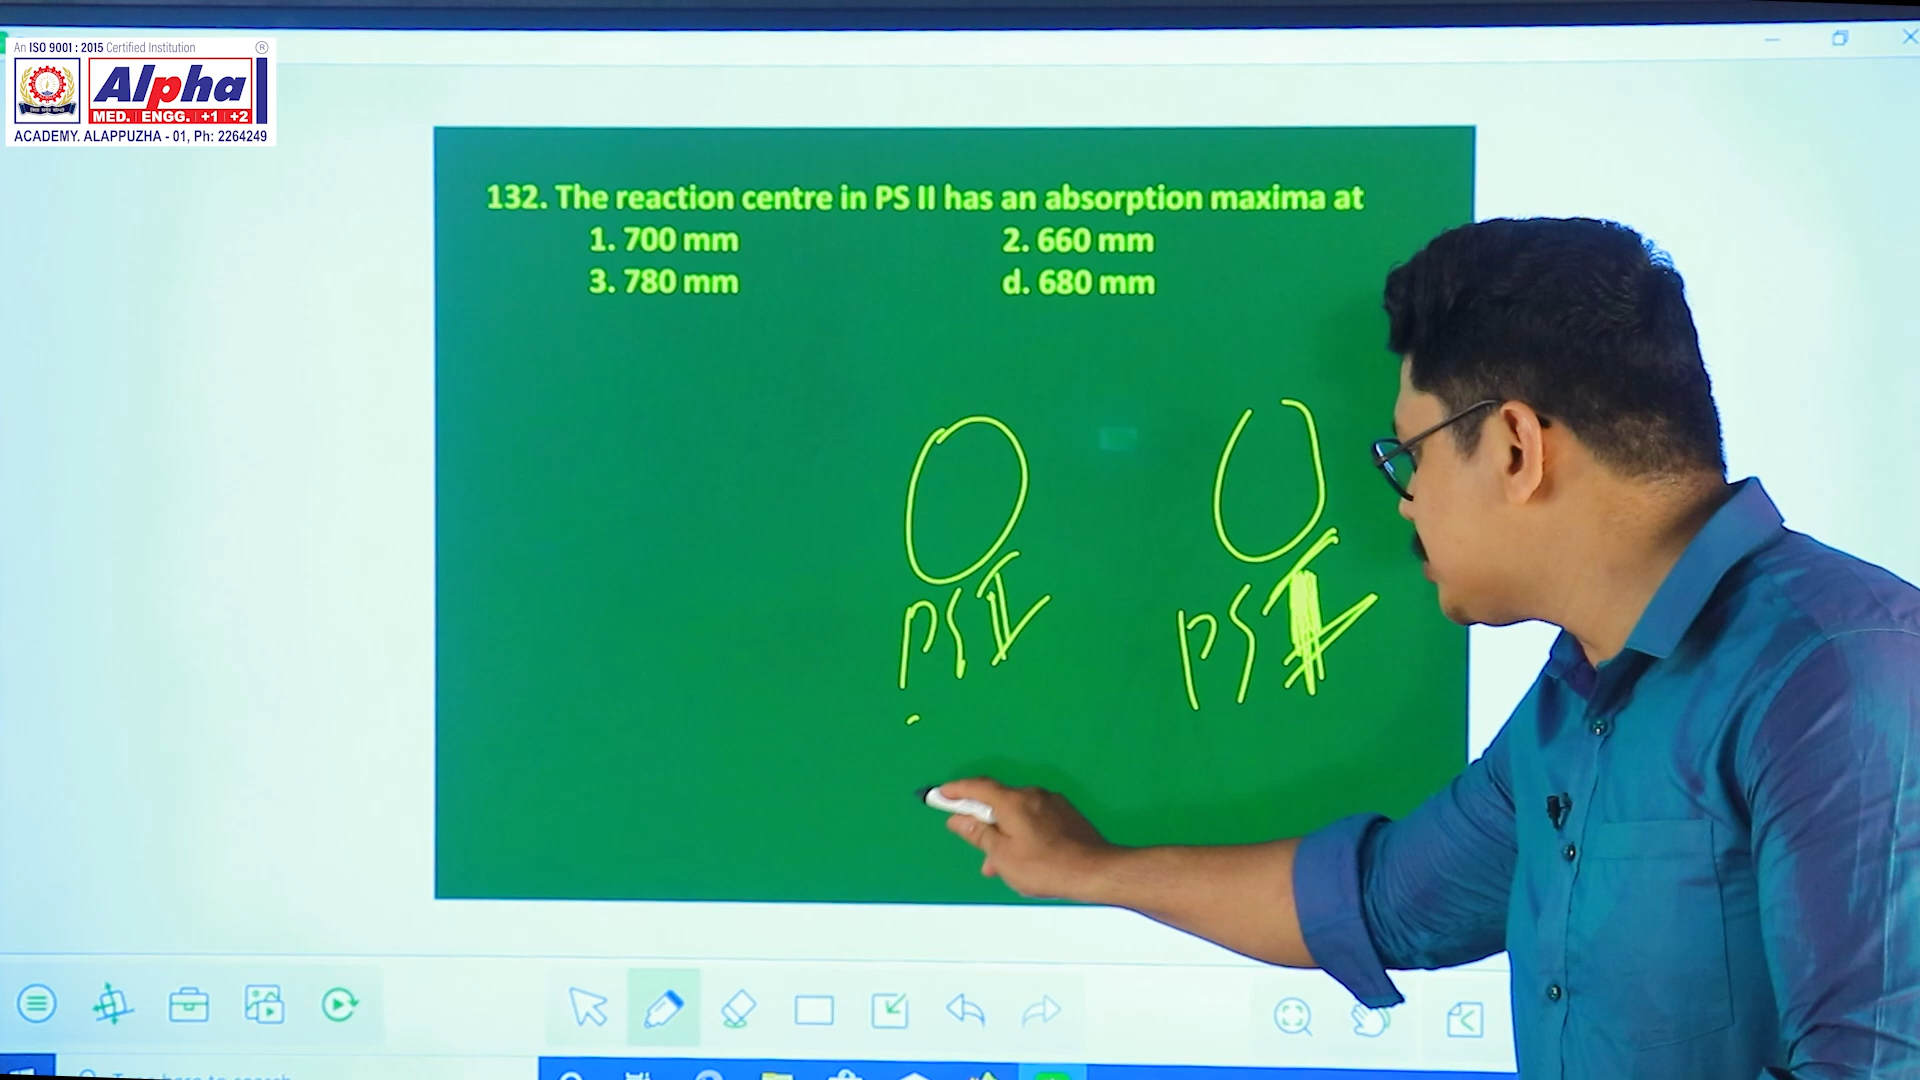 An ISO 9001 : 2015 Certified Institution ®
Alpha
MED. ENGG. +1 +2
ACADEMY. ALAPPUZHA - 01, Ph: 2264249
132. The reaction centre in PS II has an absorption maxima at
1. 700 mm 2. 660 mm
3. 780 mm d. 680 mm
PS I PS II